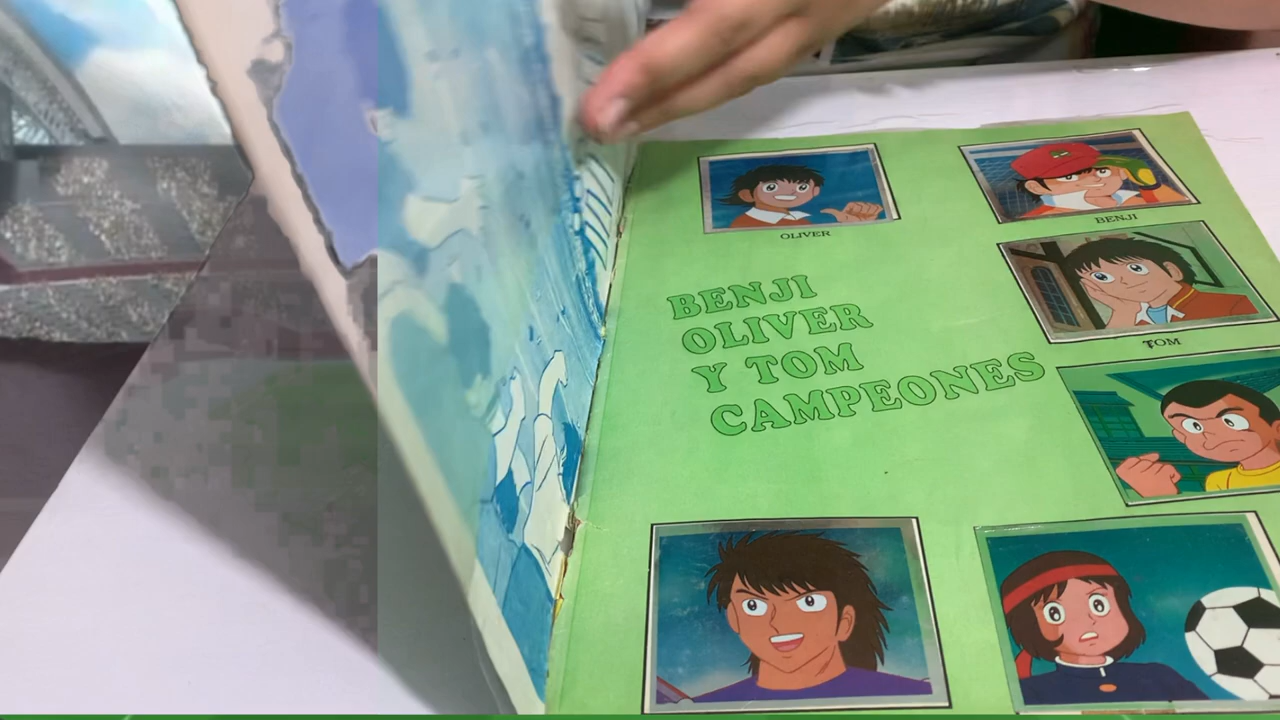 OLIVER
BENJI
BENJI
OLIVER
Y TOM
CAMPEONES
TOM